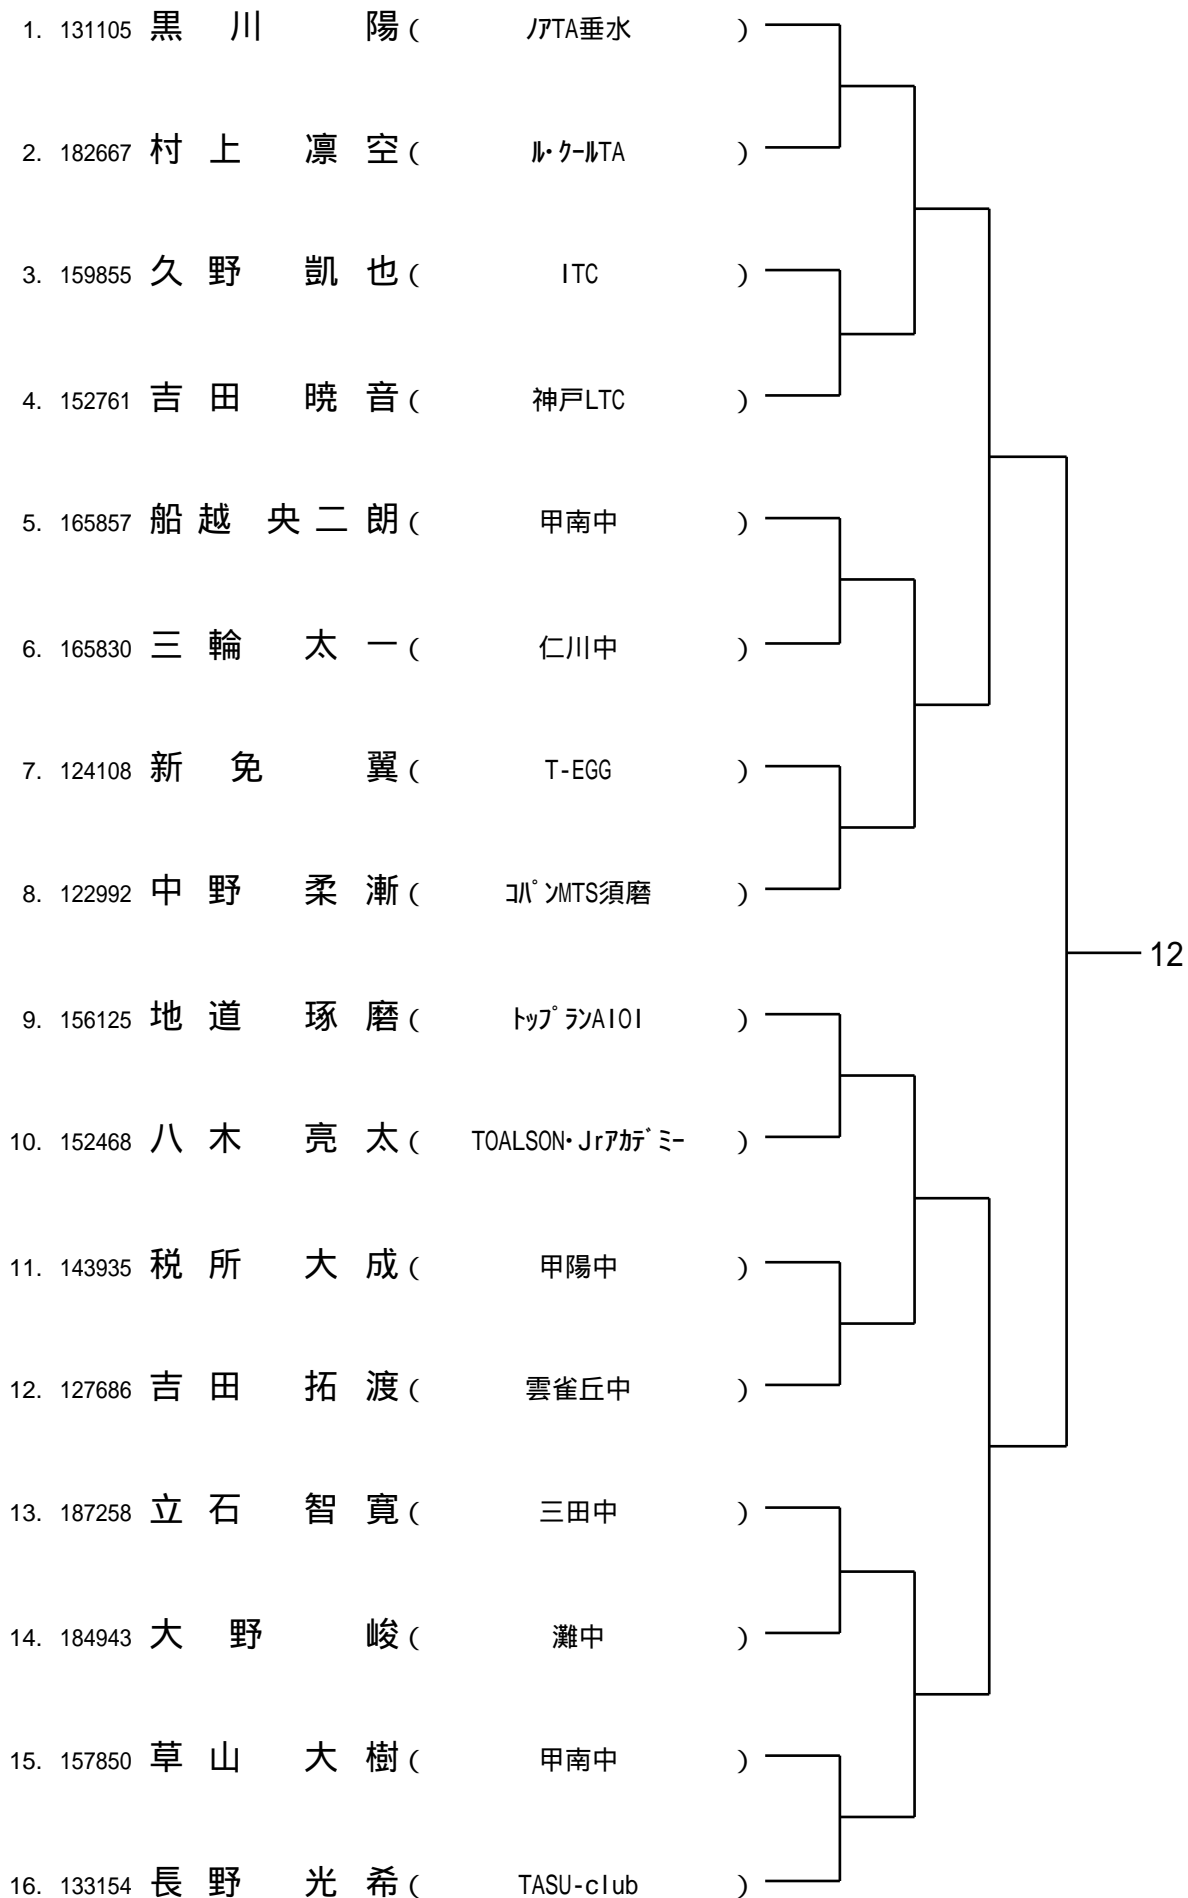 1. 131105 黒川 陽 ( ﾉｱTA垂水 )
2. 182667 村上 凛空 ( ﾙ・ｸｰﾙTA )
3. 159855 久野 凱也 ( ITC )
4. 152761 吉田 暁音 ( 神戸LTC )
5. 165857 船越 央二朗 ( 甲南中 )
6. 165830 三輪 太一 ( 仁川中 )
7. 124108 新免 翼 ( T-EGG )
8. 122992 中野 柔漸 ( ｺﾊﾟﾝMTS須磨 )
12
9. 156125 地道 琢磨 ( ﾄｯﾌﾟﾗﾝAIOI )
10. 152468 八木 亮太 ( TOALSON・Jrｱｶﾃﾞﾐｰ )
11. 143935 税所 大成 ( 甲陽中 )
12. 127686 吉田 拓渡 ( 雲雀丘中 )
13. 187258 立石 智寛 ( 三田中 )
14. 184943 大野 峻 ( 灘中 )
15. 157850 草山 大樹 ( 甲南中 )
16. 133154 長野 光希 ( TASU-club )